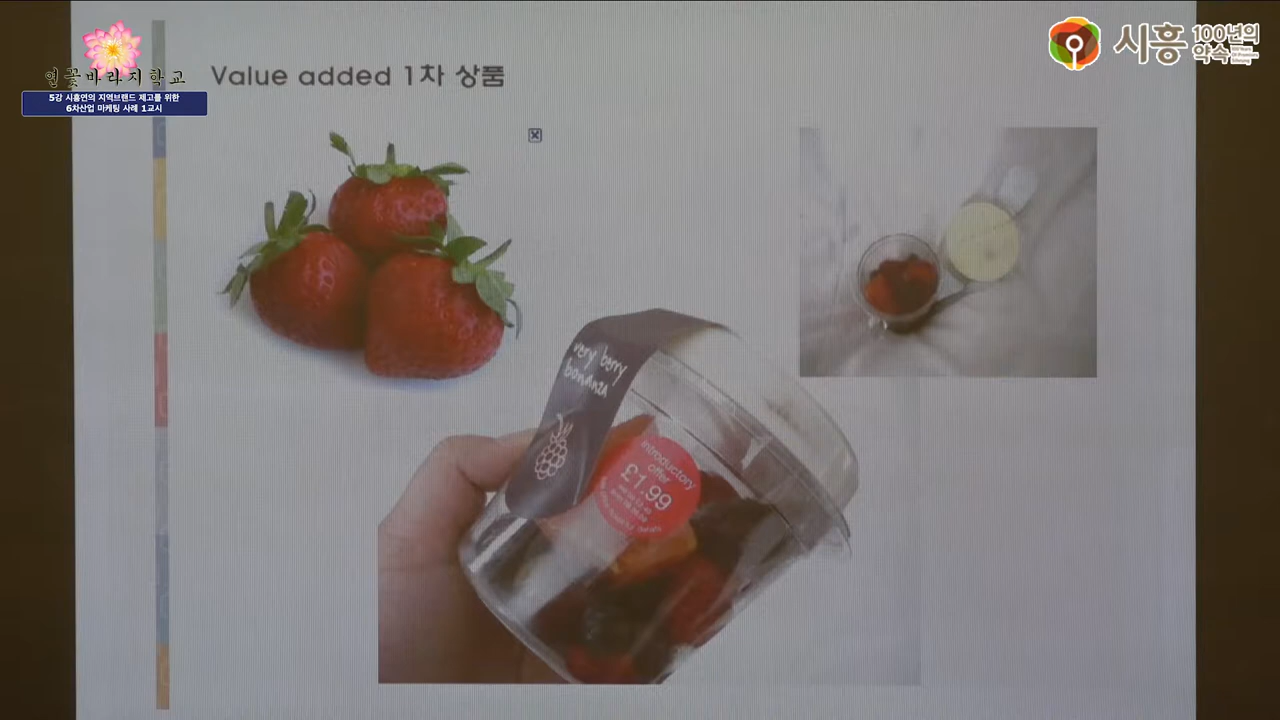 연꽃바라지학교
5강 시흥연의 지역브랜드 제고를 위한
6차산업 마케팅 사례 1교시
Value added 1차 상품
시흥
100년의
약속
very berry
bonanza
introductory
offer
£1.99